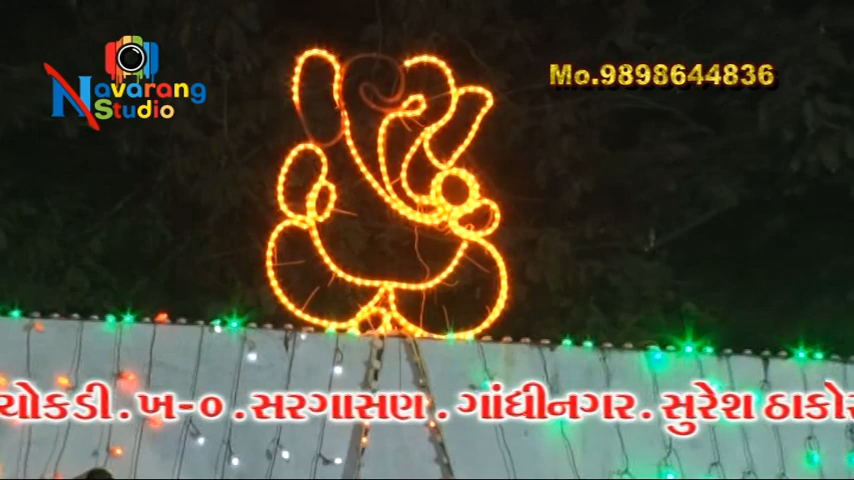 Navarang
Studio
Mo.9898644836
ચોકડી . ખ-૦ . સરગાસણ . ગાંધીનગર . સુરેશ ઠાકોર